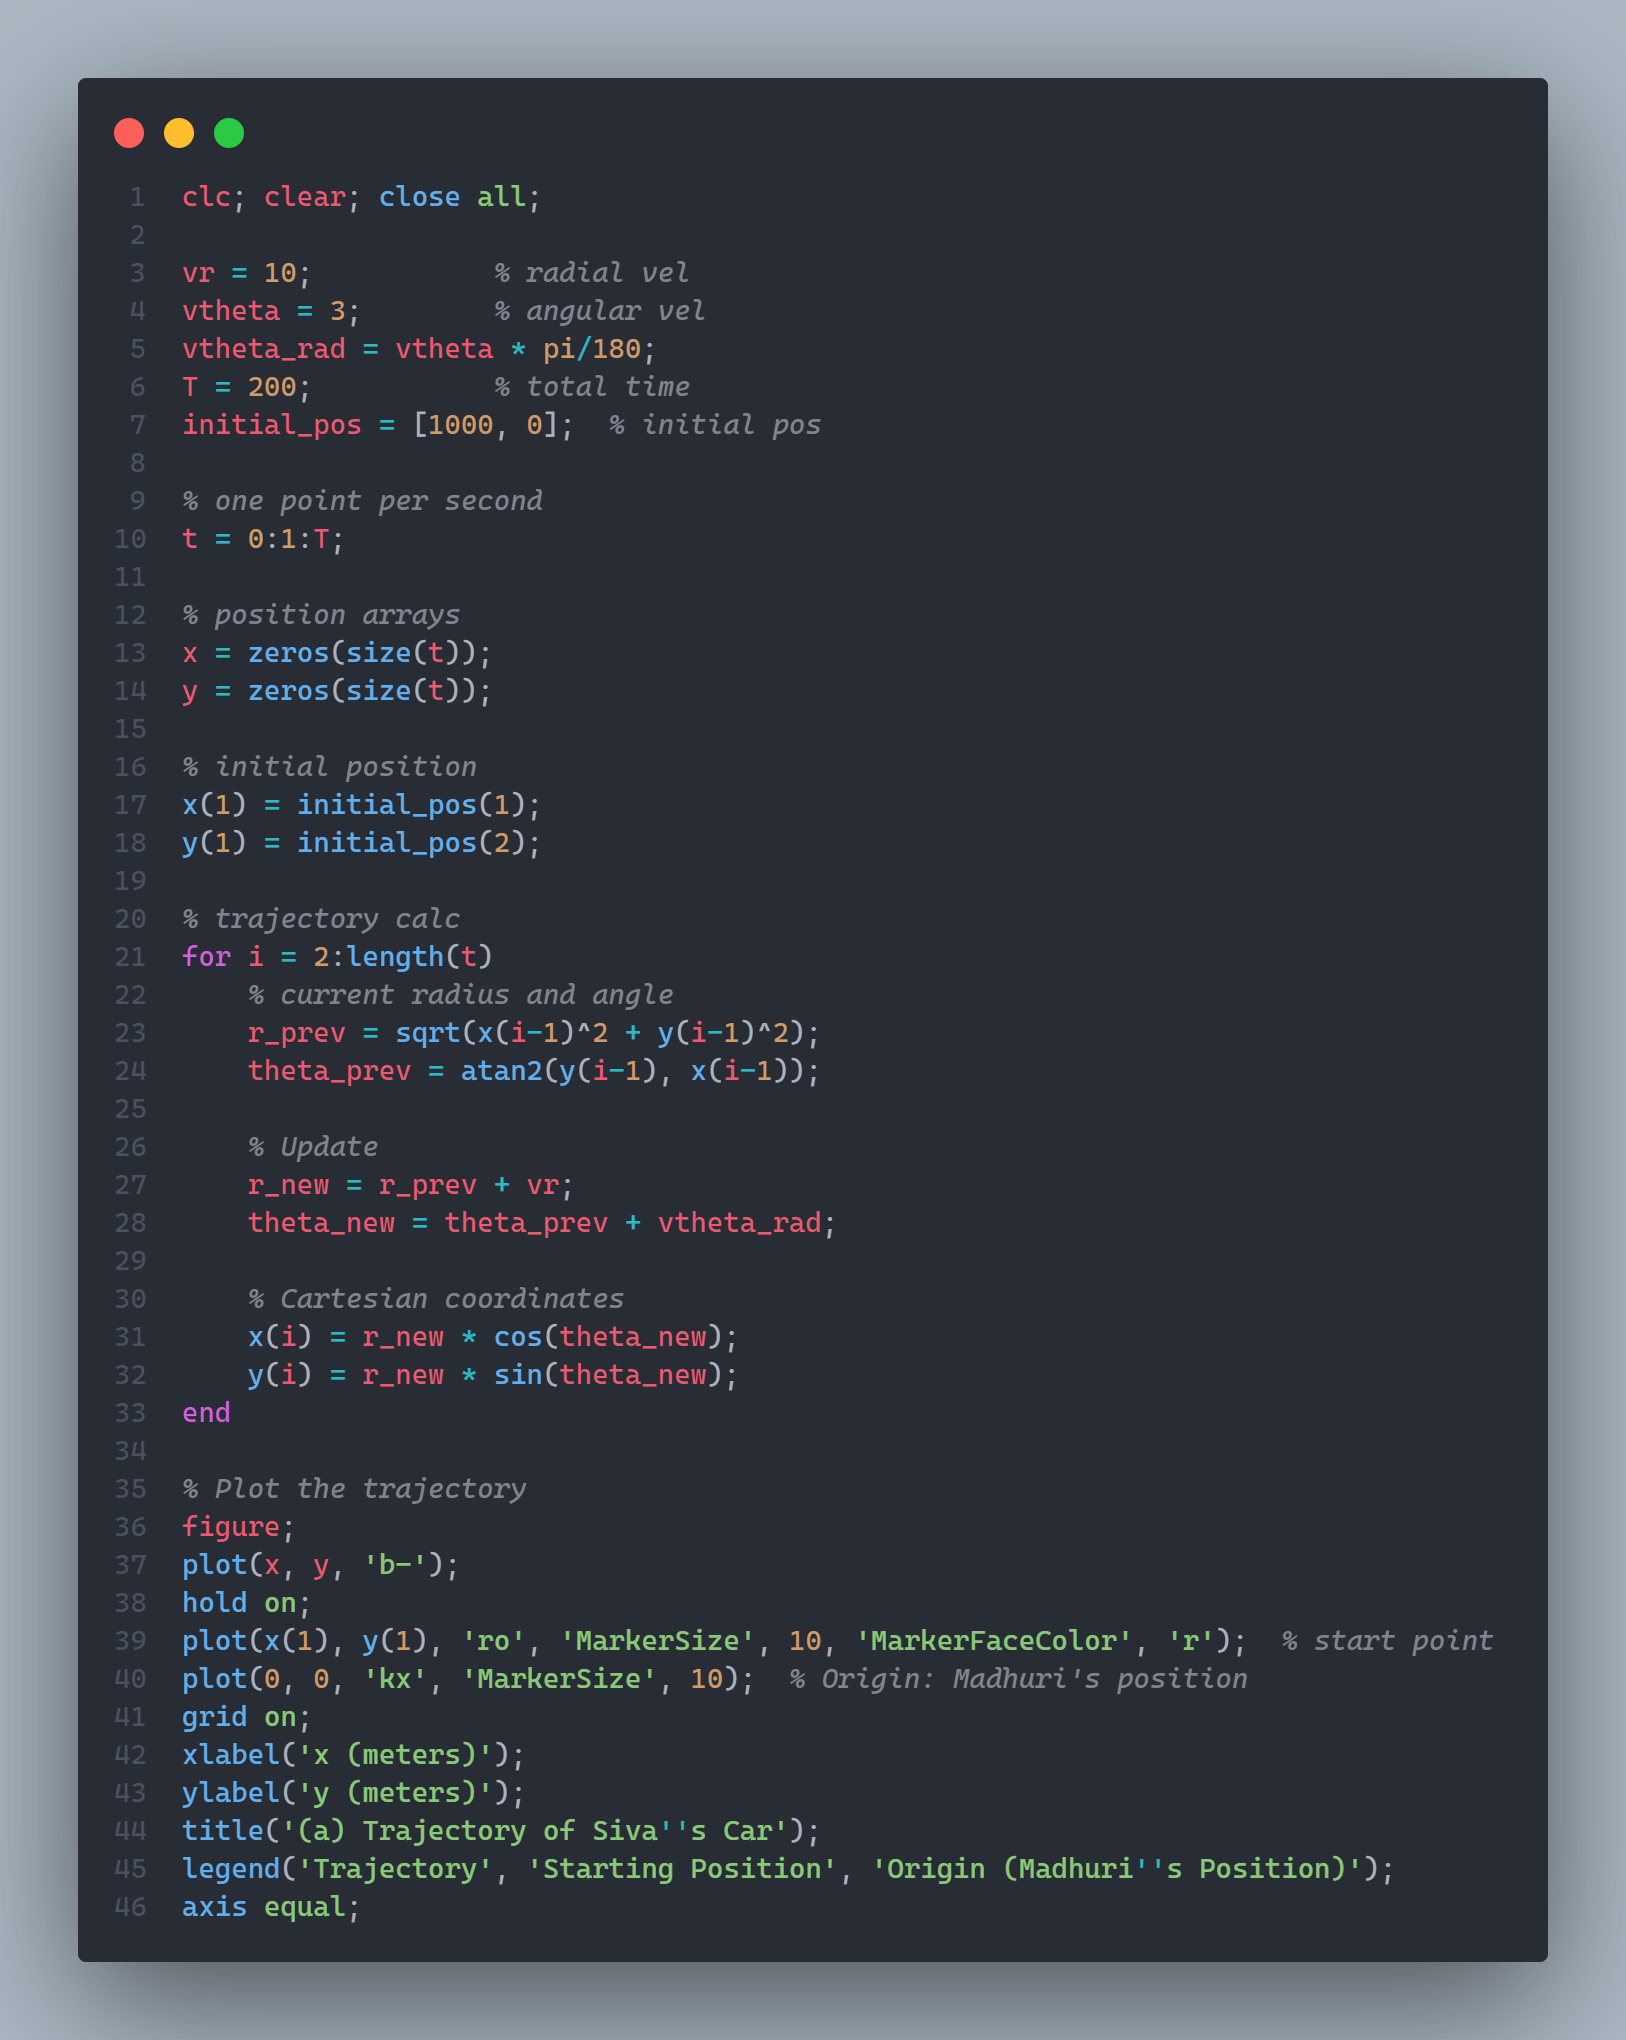 1 clc; clear; close all;
2
3 vr = 10;           % radial vel
4 vtheta = 3;        % angular vel
5 vtheta_rad = vtheta * pi/180;
6 T = 200;           % total time
7 initial_pos = [1000, 0];  % initial pos
8
9 % one point per second
10 t = 0:1:T;
11
12 % position arrays
13 x = zeros(size(t));
14 y = zeros(size(t));
15
16 % initial position
17 x(1) = initial_pos(1);
18 y(1) = initial_pos(2);
19
20 % trajectory calc
21 for i = 2:length(t)
22     % current radius and angle
23     r_prev = sqrt(x(i-1)^2 + y(i-1)^2);
24     theta_prev = atan2(y(i-1), x(i-1));
25
26     % Update
27     r_new = r_prev + vr;
28     theta_new = theta_prev + vtheta_rad;
29
30     % Cartesian coordinates
31     x(i) = r_new * cos(theta_new);
32     y(i) = r_new * sin(theta_new);
33 end
34
35 % Plot the trajectory
36 figure;
37 plot(x, y, 'b-');
38 hold on;
39 plot(x(1), y(1), 'ro', 'MarkerSize', 10, 'MarkerFaceColor', 'r');  % start point
40 plot(0, 0, 'kx', 'MarkerSize', 10);  % Origin: Madhuri's position
41 grid on;
42 xlabel('x (meters)');
43 ylabel('y (meters)');
44 title('(a) Trajectory of Siva''s Car');
45 legend('Trajectory', 'Starting Position', 'Origin (Madhuri''s Position)');
46 axis equal;